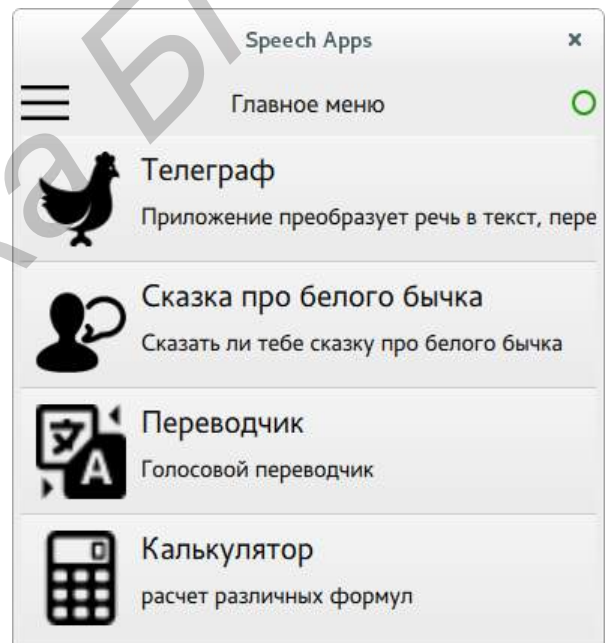 Speech Apps
Главное меню
Телеграф
Приложение преобразует речь в текст, пере
Сказка про белого бычка
Сказать ли тебе сказку про белого бычка
Переводчик
Голосовой переводчик
Калькулятор
расчет различных формул